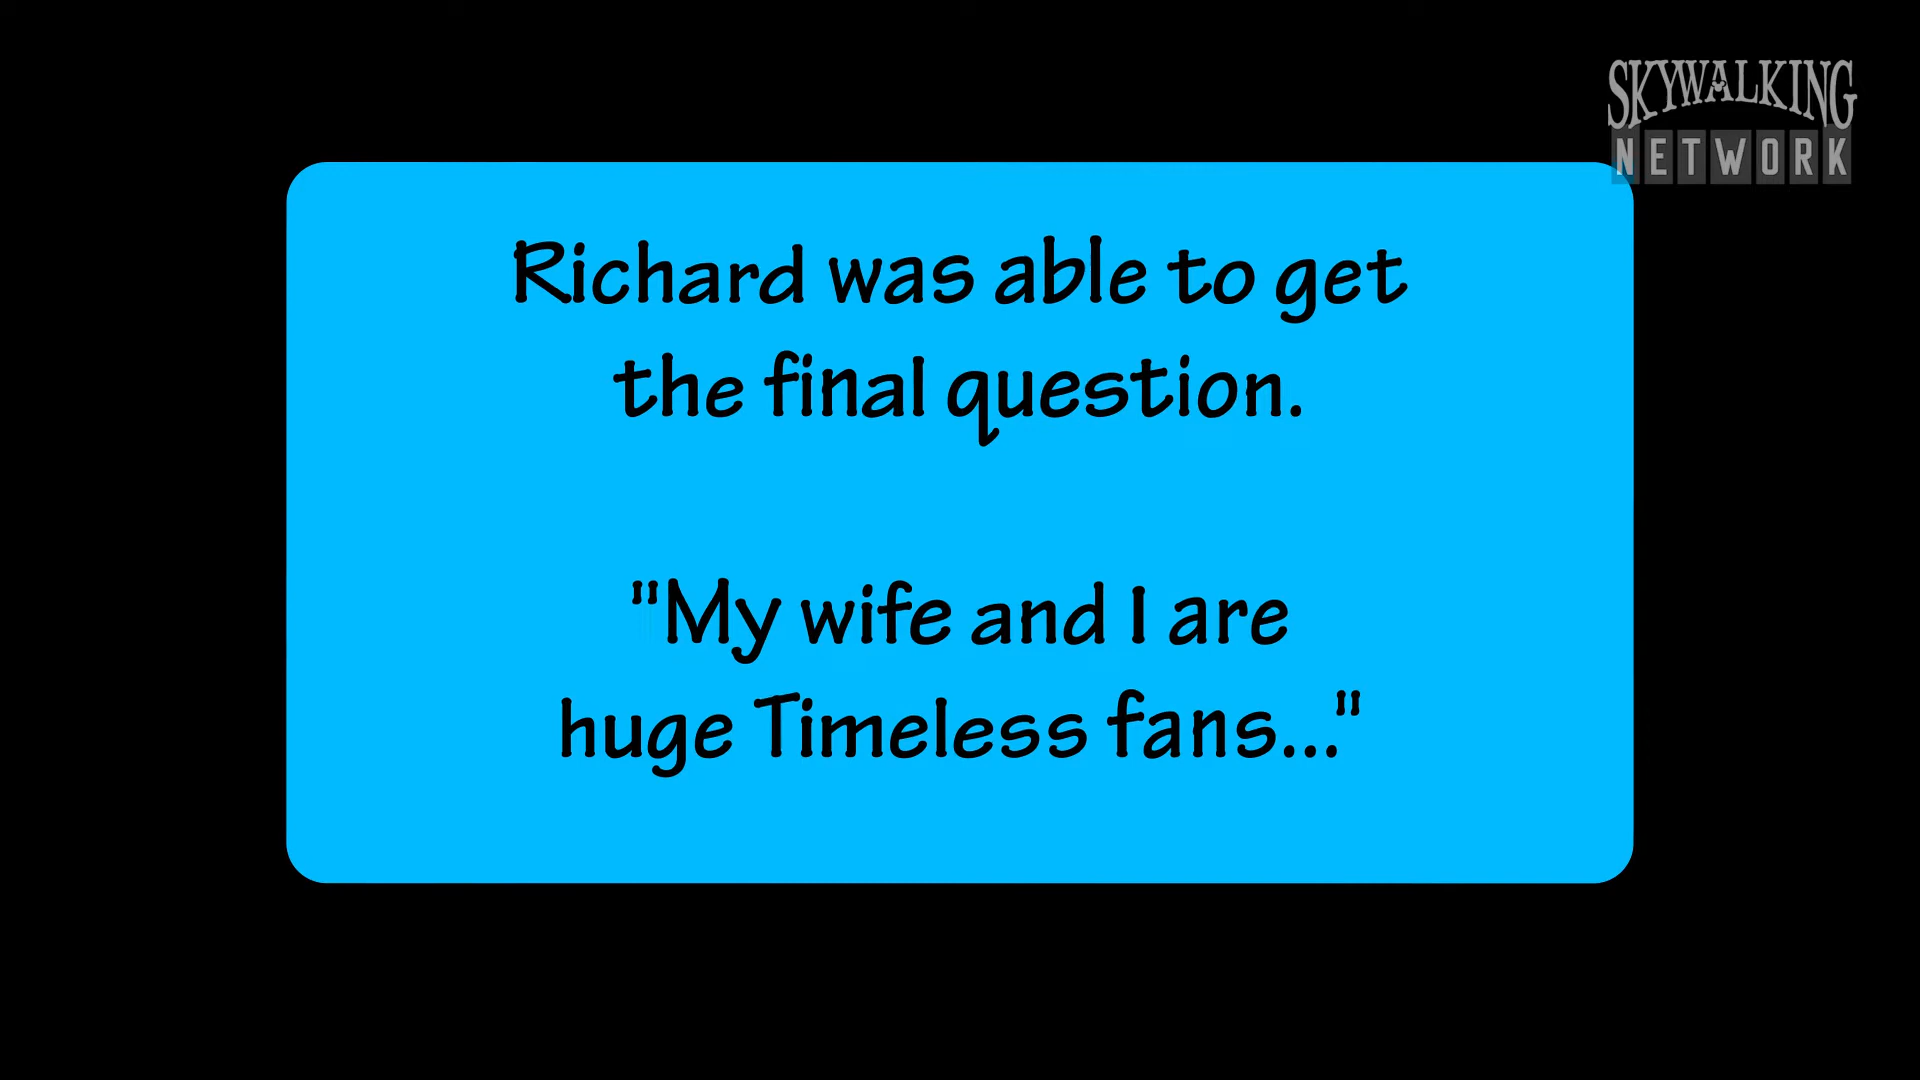 SKYWALKING
NETWORK
Richard was able to get
the final question.
"My wife and I are
huge Timeless fans..."